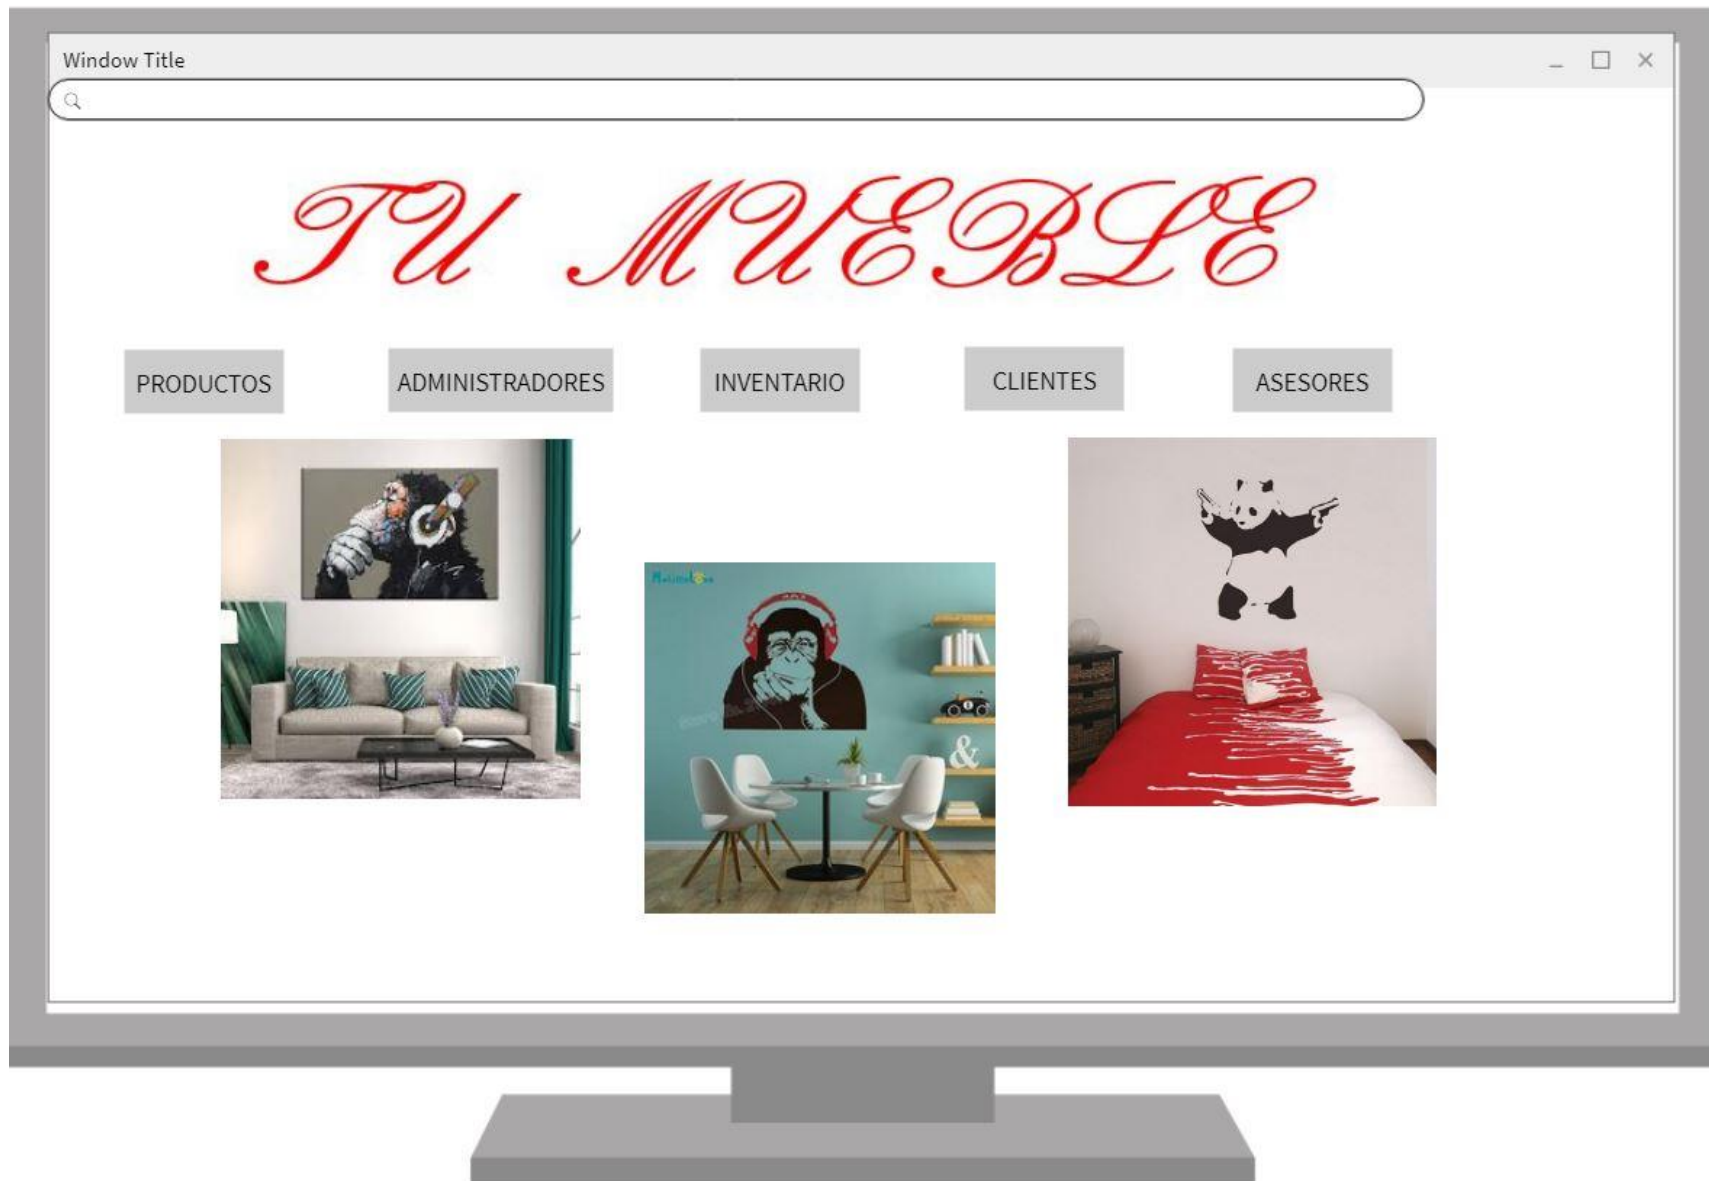 Window Title
TU MUEBLE
PRODUCTOS
ADMINISTRADORES
INVENTARIO
CLIENTES
ASESORES
&